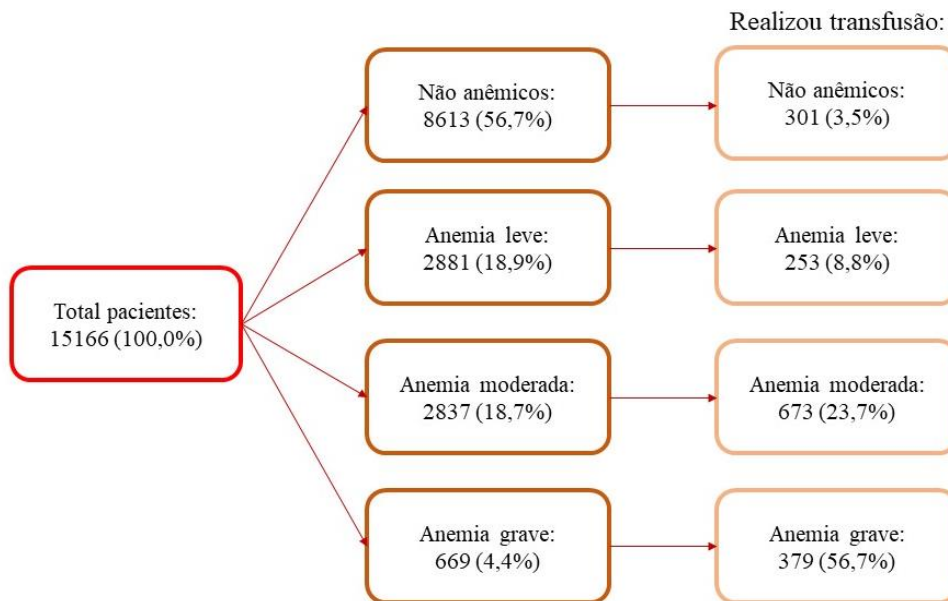 Realizou transfusão:
Não anêmicos:
8613 (56,7%)
Não anêmicos:
301 (3,5%)
Anemia leve:
2881 (18,9%)
Anemia leve:
253 (8,8%)
Total pacientes:
15166 (100,0%)
Anemia moderada:
2837 (18,7%)
Anemia moderada:
673 (23,7%)
Anemia grave:
669 (4,4%)
Anemia grave:
379 (56,7%)